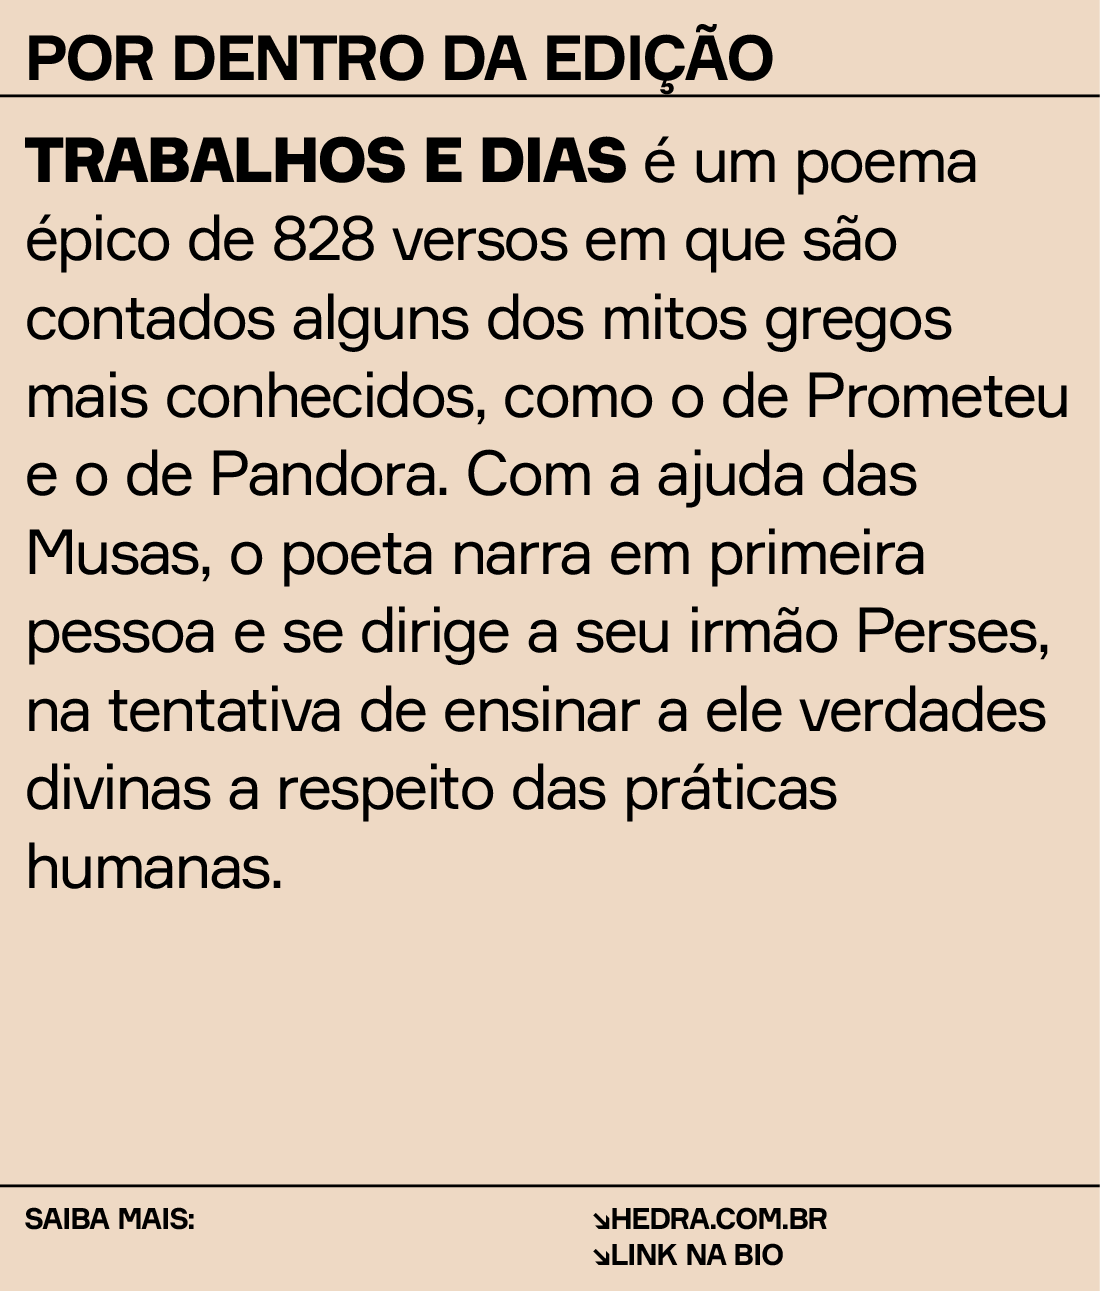 POR DENTRO DA EDIÇÃO
TRABALHOS E DIAS é um poema
épico de 828 versos em que são
contados alguns dos mitos gregos
mais conhecidos, como o de Prometeu
e o de Pandora. Com a ajuda das
Musas, o poeta narra em primeira
pessoa e se dirige a seu irmão Perses,
na tentativa de ensinar a ele verdades
divinas a respeito das práticas
humanas.
SAIBA MAIS:
↘HEDRA.COM.BR
↘LINK NA BIO